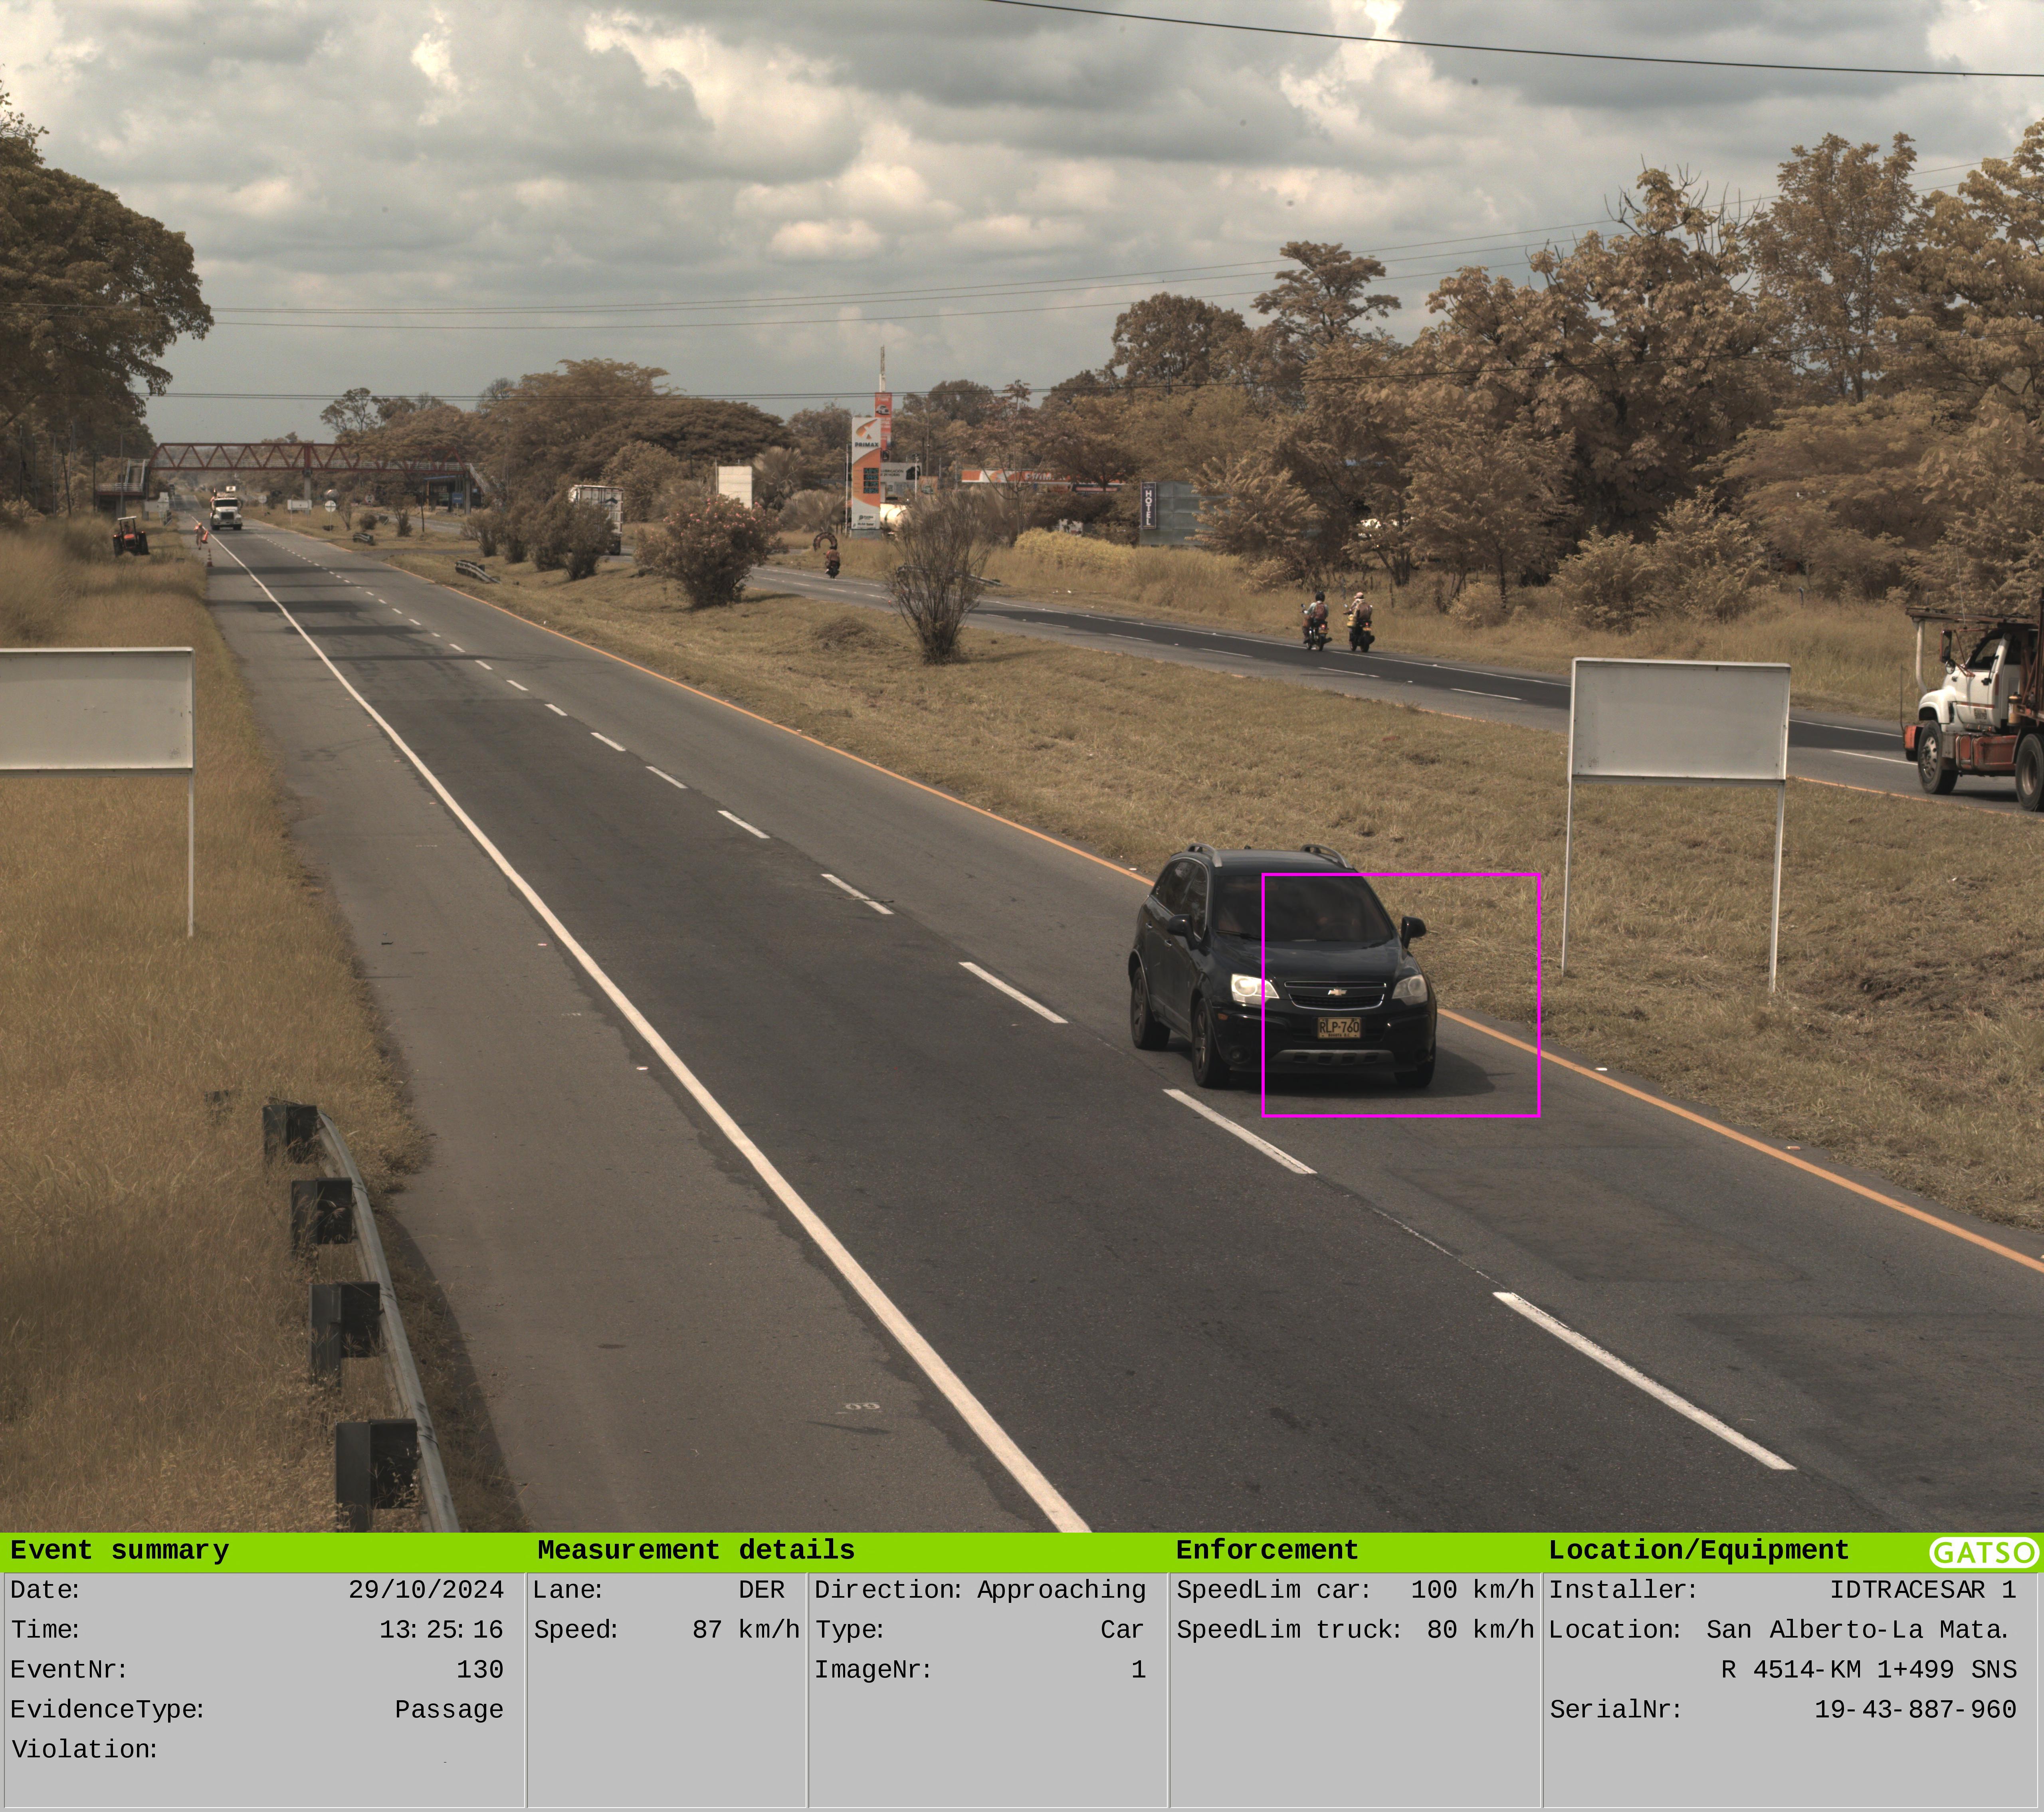 PRIMAX
HOTEL
RLP-760
Event summary
Date: 29/10/2024
Time: 13:25:16
EventNr: 130
EvidenceType: Passage
Violation:
Measurement details
Lane: DER
Speed: 87 km/h
Direction: Approaching
Type: Car
ImageNr: 1
Enforcement
SpeedLim car: 100 km/h
SpeedLim truck: 80 km/h
Location/Equipment
GATSO
Installer: IDTRACESAR 1
Location: San Alberto-La Mata.
R 4514-KM 1+499 SNS
SerialNr: 19-43-887-960